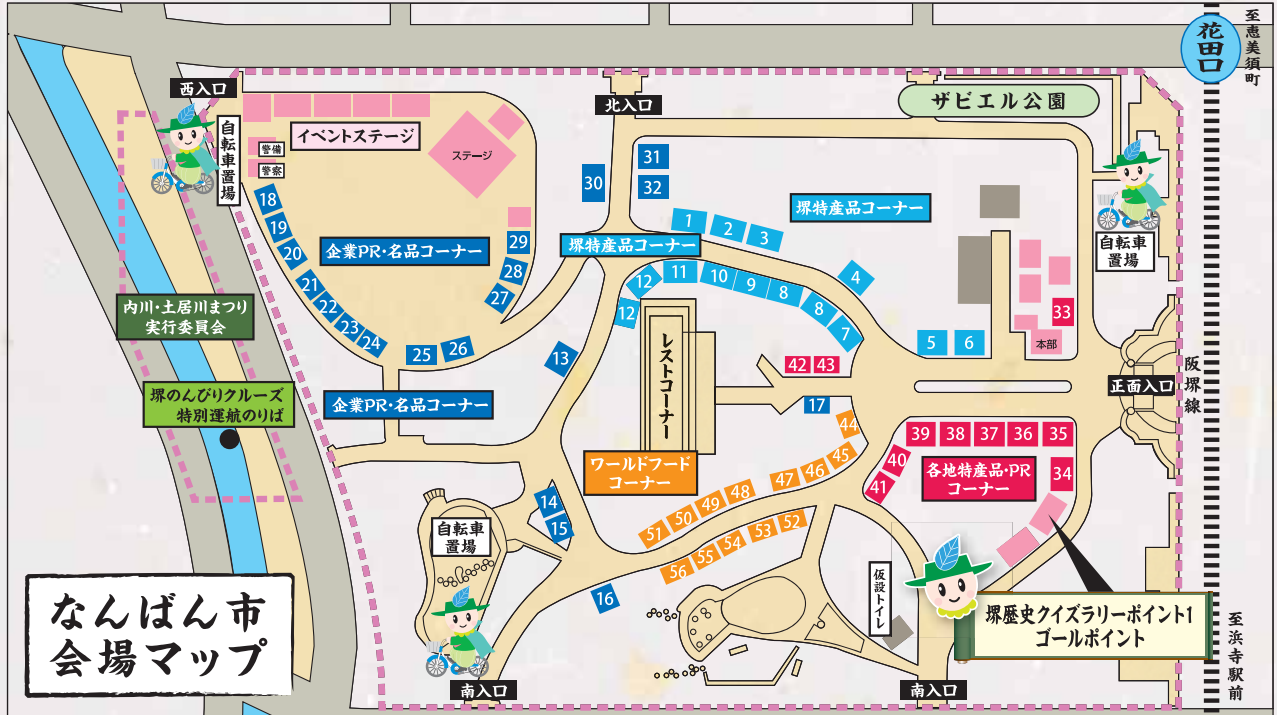 至恵美須町
花田口
西入口
北入口
ザビエル公園
自転車置場
イベントステージ
警備
警察
ステージ
18
19
20
21
22
23
24
25
26
27
28
29
企業PR・名品コーナー
30
31
32
堺特産品コーナー
1
2
3
堺特産品コーナー
4
5
6
7
8
8
9
10
11
12
12
自転車
置場
33
本部
内川・土居川まつり
実行委員会
堺のんびりクルーズ
特別運航のりば
企業PR・名品コーナー
13
レストコーナー
42
43
17
正面入口
阪堺線
44
45
46
47
48
49
50
51
52
53
54
55
56
ワールドフード
コーナー
39
38
37
36
35
40
41
34
各地特産品・PR
コーナー
14
15
16
自転車
置場
仮設トイレ
堺歴史クイズラリーポイント1
ゴールポイント
なんばん市
会場マップ
南入口
南入口
至浜寺駅前